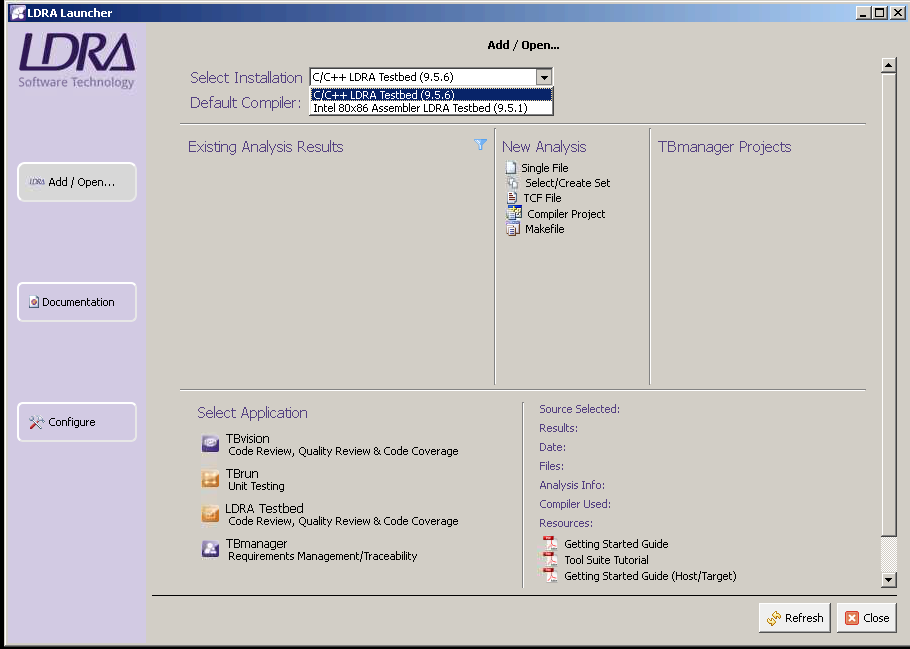 LDRA Launcher
LDRA
Software Technology
Add / Open...
Select Installation
C/C++ LDRA Testbed (9.5.6)
C/C++ LDRA Testbed (9.5.6)
Intel 80x86 Assembler LDRA Testbed (9.5.1)
Default Compiler:
LDRA Add / Open...
Documentation
Configure
Existing Analysis Results
New Analysis
Single File
Select/Create Set
TCF File
Compiler Project
Makefile
TBmanager Projects
Select Application
TBvision
Code Review, Quality Review & Code Coverage
TBrun
Unit Testing
LDRA Testbed
Code Review, Quality Review & Code Coverage
TBmanager
Requirements Management/Traceability
Source Selected:
Results:
Date:
Files:
Analysis Info:
Compiler Used:
Resources:
Getting Started Guide
Tool Suite Tutorial
Getting Started Guide (Host/Target)
Refresh
Close